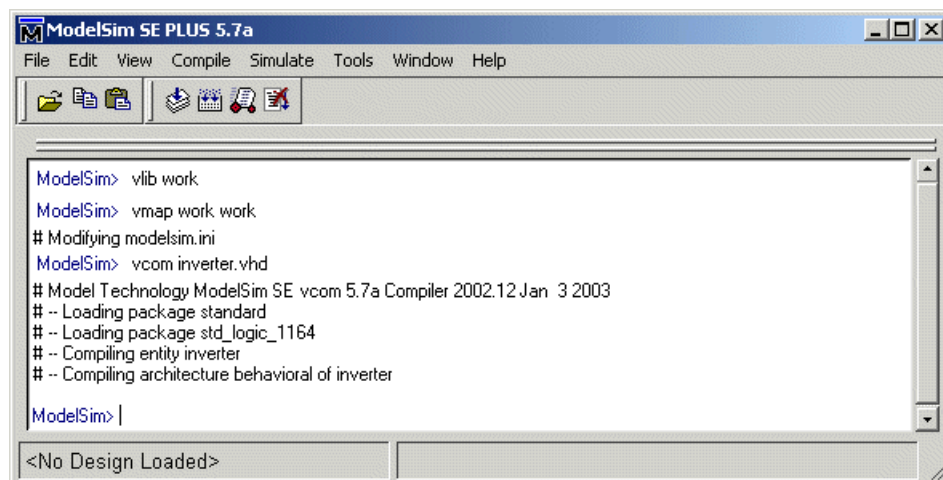 ModelSim SE PLUS 5.7a
File Edit View Compile Simulate Tools Window Help
ModelSim> vlib work
ModelSim> vmap work work
# Modifying modelsim.ini
ModelSim> vcom inverter.vhd
# Model Technology ModelSim SE vcom 5.7a Compiler 2002.12 Jan  3 2003
# -- Loading package standard
# -- Loading package std_logic_1164
# -- Compiling entity inverter
# -- Compiling architecture behavioral of inverter
ModelSim>
<No Design Loaded>